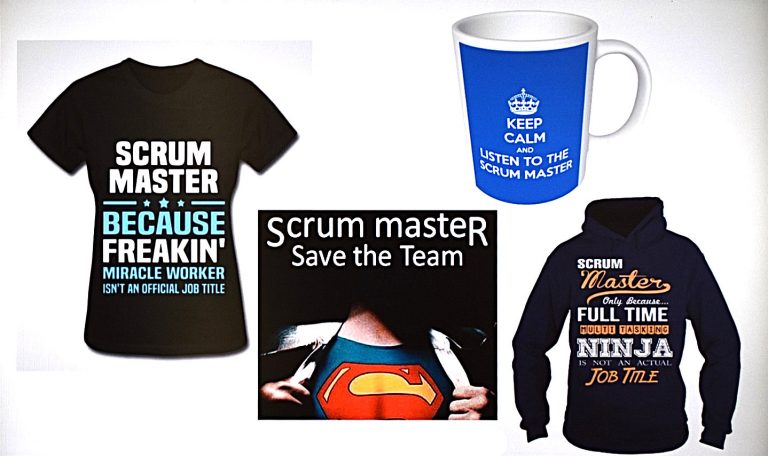 SCRUM
MASTER
BECAUSE
FREAKIN'
MIRACLE WORKER
ISN'T AN OFFICIAL JOB TITLE
KEEP
CALM
AND
LISTEN TO THE
SCRUM MASTER
Scrum masteR
Save the Team
SCRUM
Master
Only Because...
FULL TIME
MULTI TASKING
NINJA
IS NOT AN ACTUAL
JOB TITLE